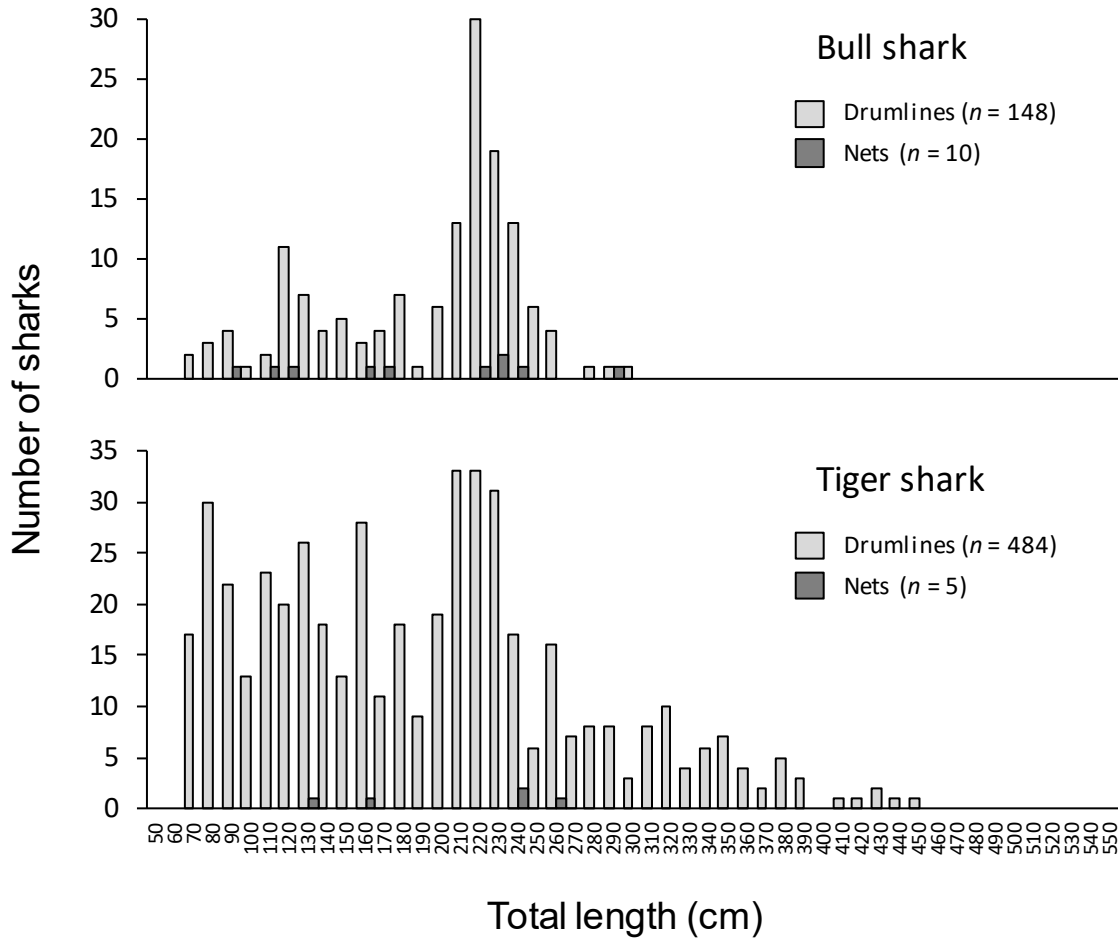 Number of sharks
30
25
20
15
10
5
0
Bull shark
Drumlines (n = 148)
Nets (n = 10)
35
30
25
20
15
10
5
0
Tiger shark
Drumlines (n = 484)
Nets (n = 5)
50 60 70 80 90 100 110 120 130 140 150 160 170 180 190 200 210 220 230 240 250 260 270 280 290 300 310 320 330 340 350 360 370 380 390 400 410 420 430 440 450 460 470 480 490 500 510 520 530 540 550
Total length (cm)